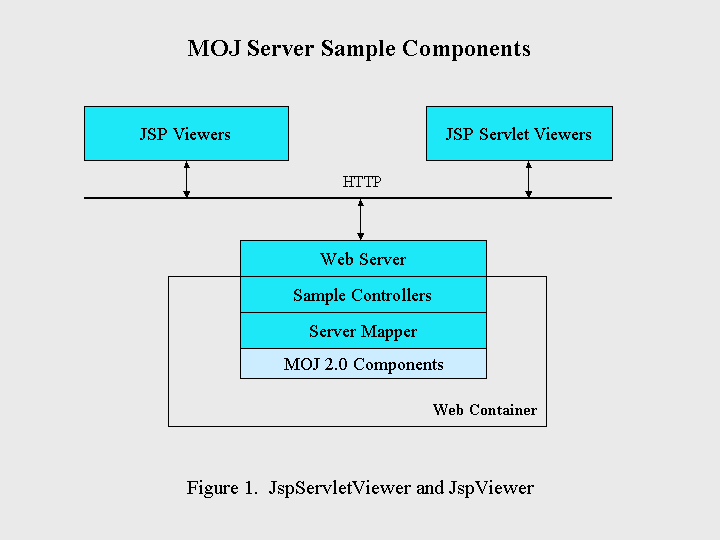 MOJ Server Sample Components
JSP Viewers
JSP Servlet Viewers
HTTP
Web Server
Sample Controllers
Server Mapper
MOJ 2.0 Components
Web Container
Figure 1.  JspServletViewer and JspViewer